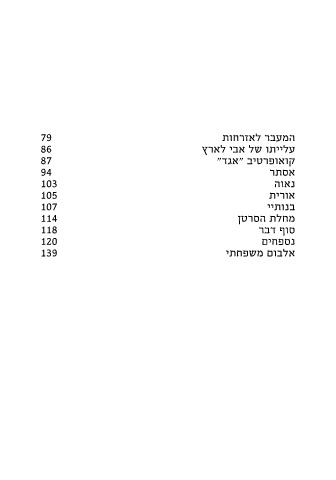 המעבר לאזרחות 79
עלייתו של אבי לארץ 86
קואופרטיב "אגד" 87
אסתר 94
נאוה 103
אורית 105
בנותיי 107
מחלת הסרטן 114
סוף דבר 118
נספחים 120
אלבום משפחתי 139